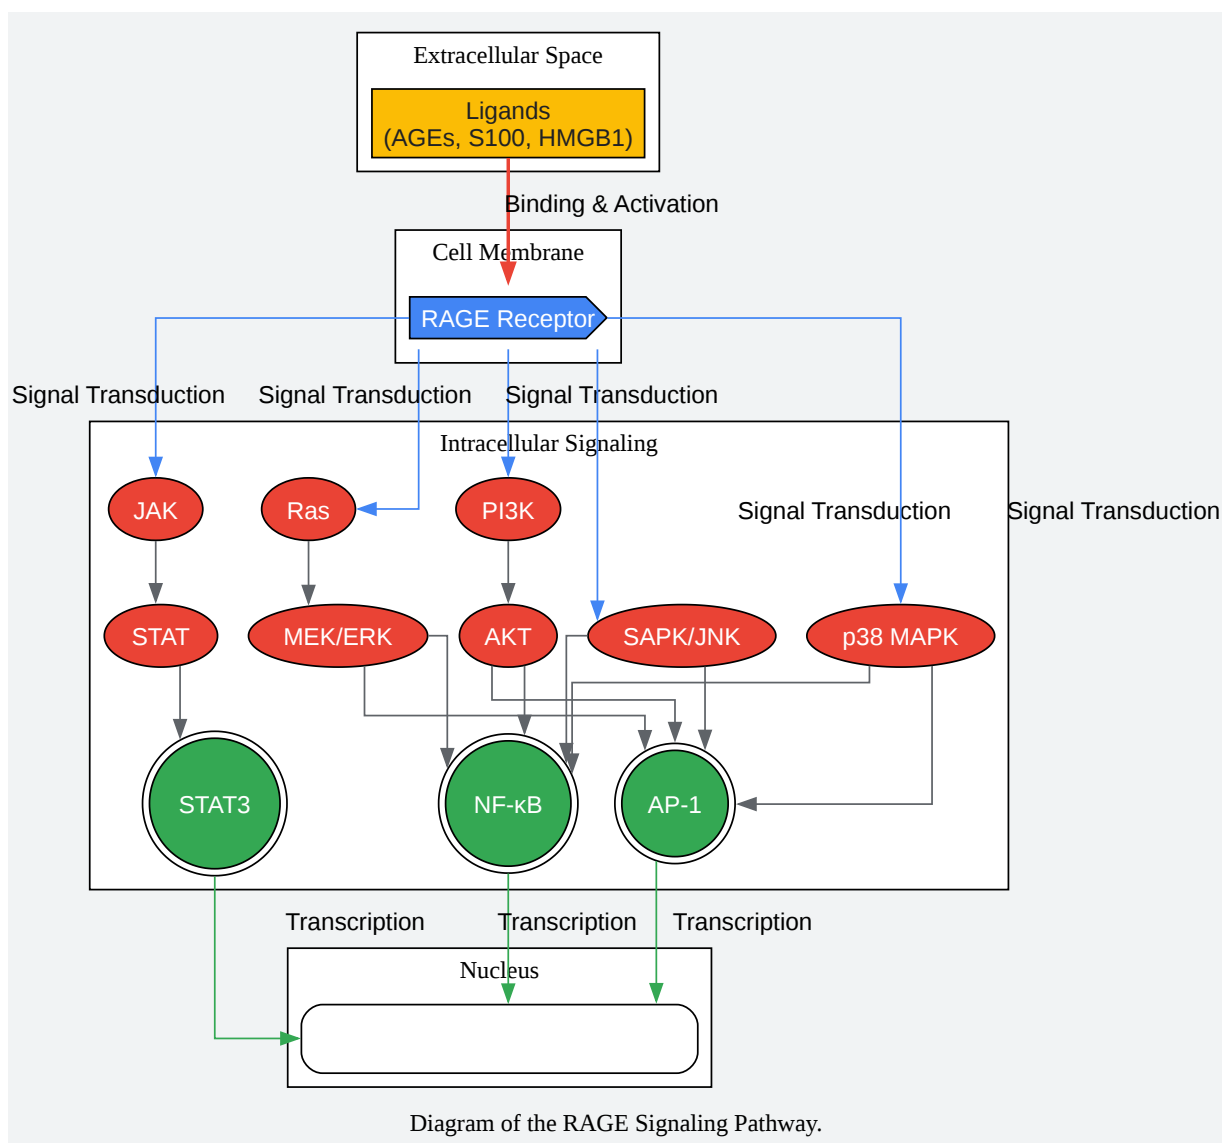 Extracellular Space
Ligands
(AGEs, S100, HMGB1)
Binding & Activation
Cell Membrane
RAGE Receptor
Signal Transduction
Signal Transduction
Signal Transduction
Intracellular Signaling
JAK
Ras
PI3K
Signal Transduction
Signal Transduction
STAT
MEK/ERK
AKT
SAPK/JNK
p38 MAPK
STAT3
NF-κB
AP-1
Transcription
Transcription
Transcription
Nucleus
Diagram of the RAGE Signaling Pathway.